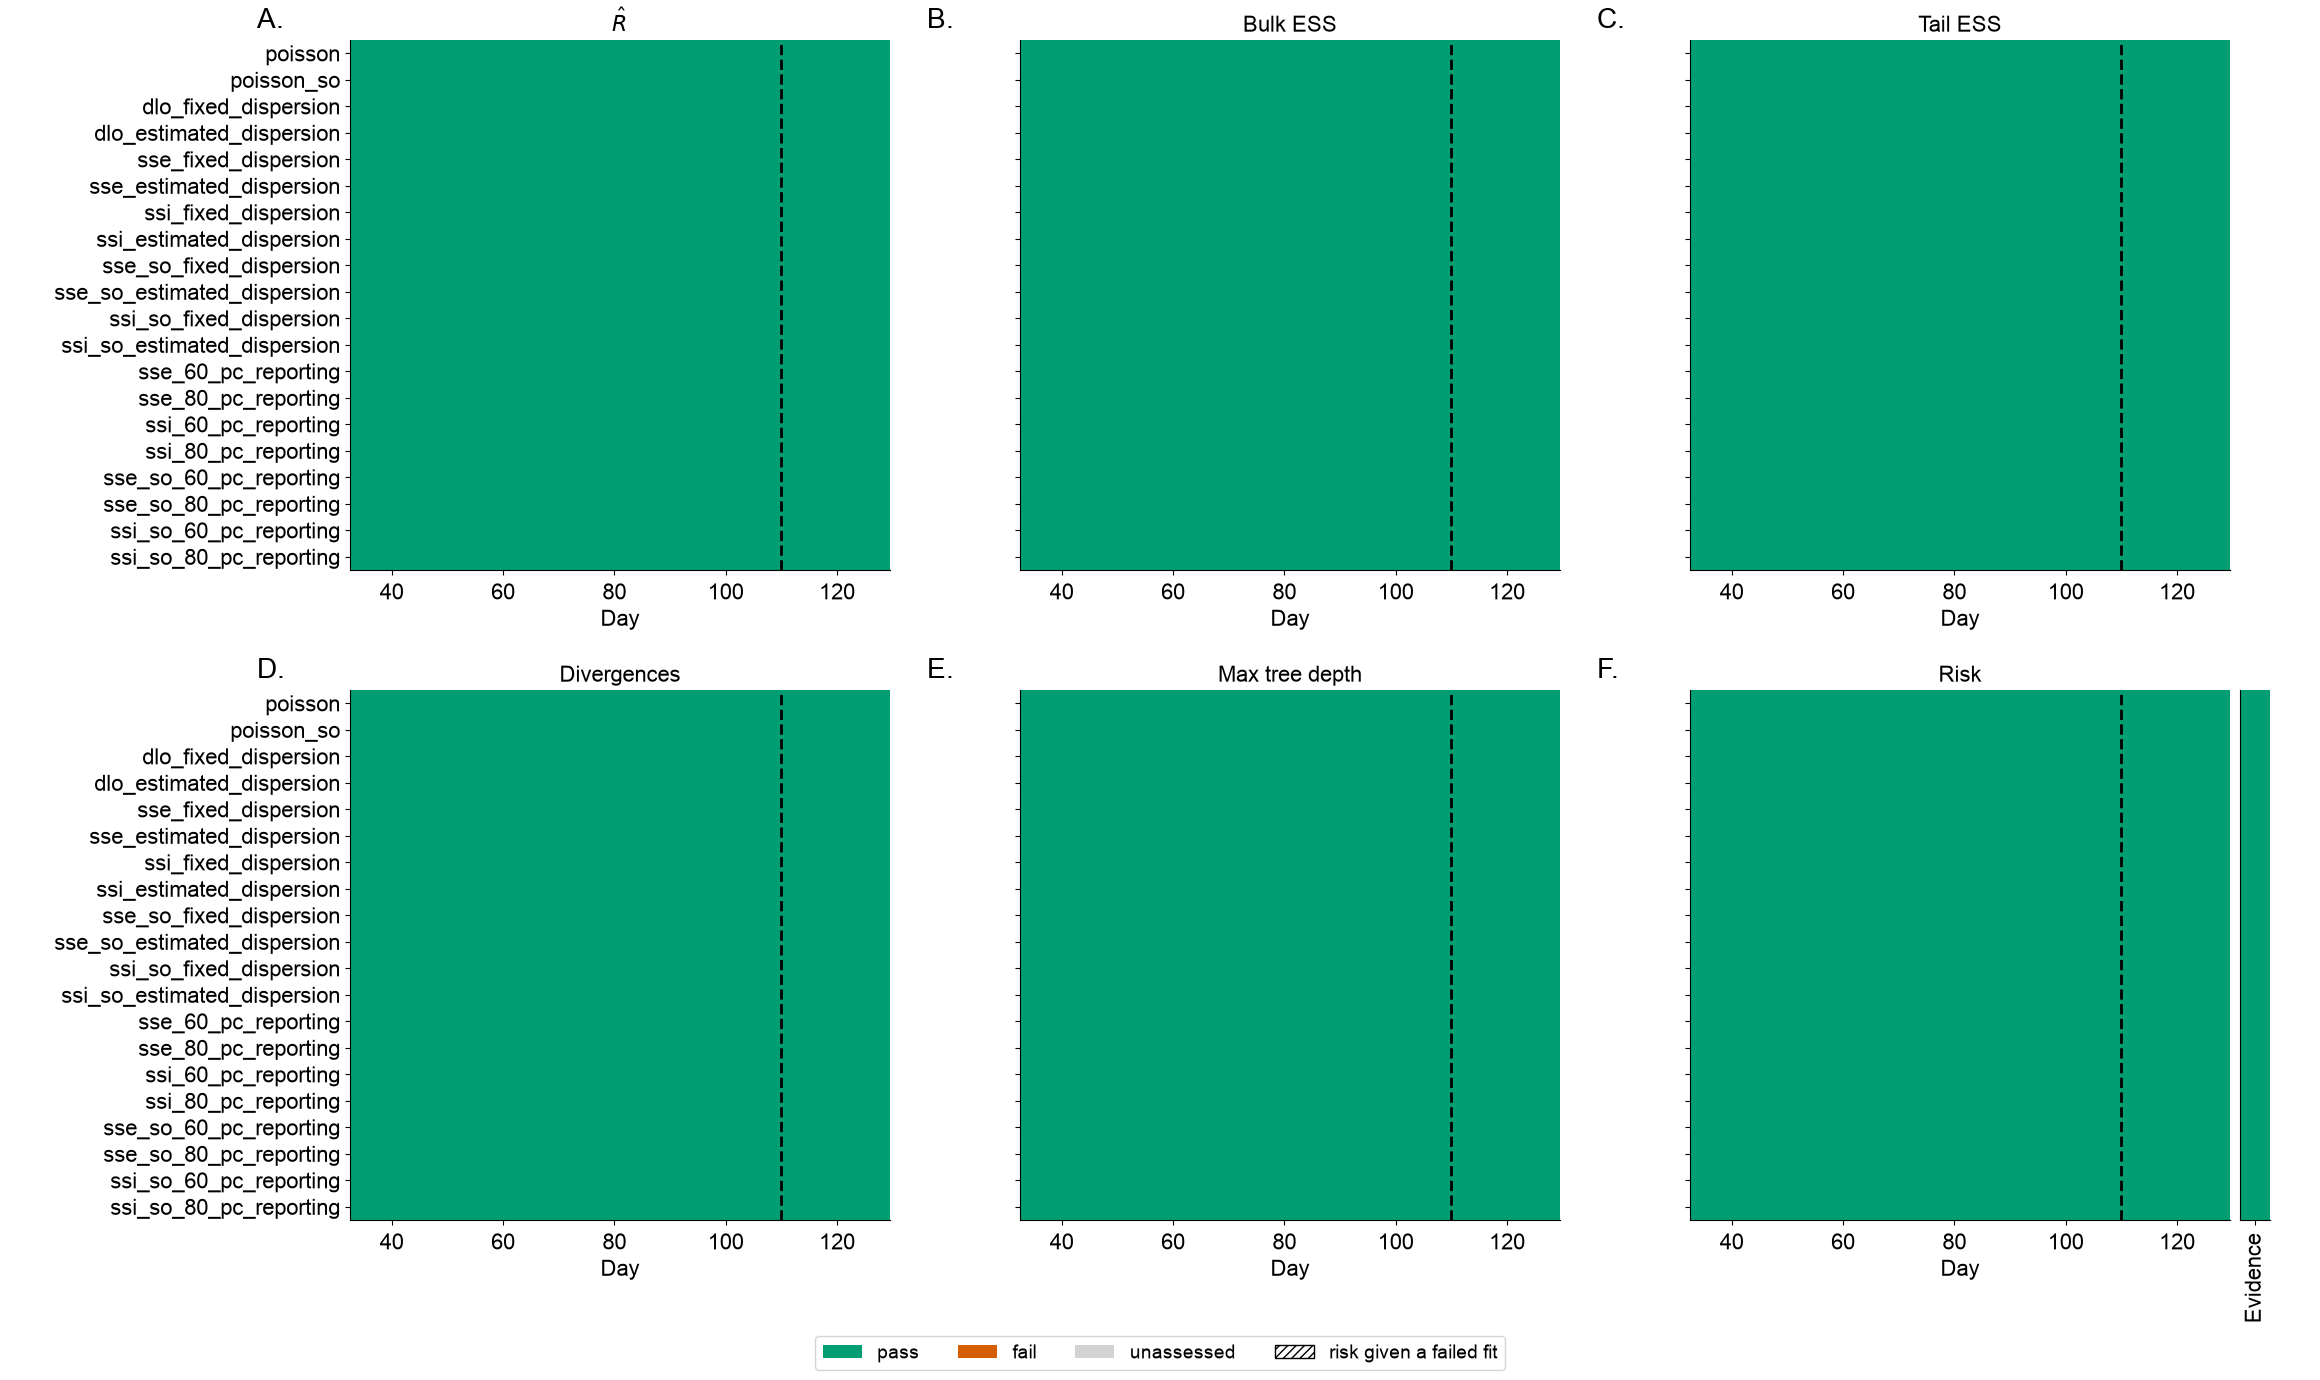 A. R̂ B. Bulk ESS C. Tail ESS
poisson
poisson_so
dlo_fixed_dispersion
dlo_estimated_dispersion
sse_fixed_dispersion
sse_estimated_dispersion
ssi_fixed_dispersion
ssi_estimated_dispersion
sse_so_fixed_dispersion
sse_so_estimated_dispersion
ssi_so_fixed_dispersion
ssi_so_estimated_dispersion
sse_60_pc_reporting
sse_80_pc_reporting
ssi_60_pc_reporting
ssi_80_pc_reporting
sse_so_60_pc_reporting
sse_so_80_pc_reporting
ssi_so_60_pc_reporting
ssi_so_80_pc_reporting
40 60 80 100 120 40 60 80 100 120 40 60 80 100 120
Day Day Day
D. Divergences E. Max tree depth F. Risk
poisson
poisson_so
dlo_fixed_dispersion
dlo_estimated_dispersion
sse_fixed_dispersion
sse_estimated_dispersion
ssi_fixed_dispersion
ssi_estimated_dispersion
sse_so_fixed_dispersion
sse_so_estimated_dispersion
ssi_so_fixed_dispersion
ssi_so_estimated_dispersion
sse_60_pc_reporting
sse_80_pc_reporting
ssi_60_pc_reporting
ssi_80_pc_reporting
sse_so_60_pc_reporting
sse_so_80_pc_reporting
ssi_so_60_pc_reporting
ssi_so_80_pc_reporting
40 60 80 100 120 40 60 80 100 120 40 60 80 100 120
Day Day Day
Evidence
pass fail unassessed risk given a failed fit